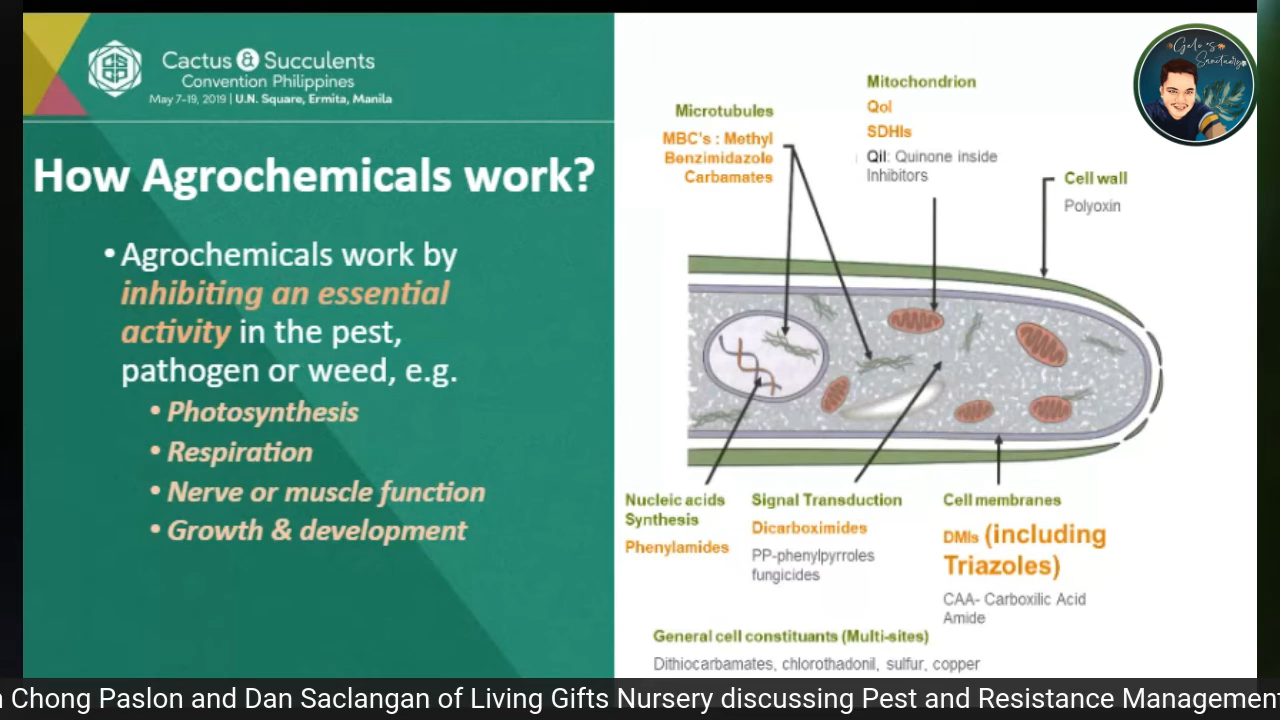 Cactus & Succulents
Convention Philippines
May 7-19, 2019 | U.N. Square, Ermita, Manila
How Agrochemicals work?
• Agrochemicals work by
inhibiting an essential
activity in the pest,
pathogen or weed, e.g.
• Photosynthesis
• Respiration
• Nerve or muscle function
• Growth & development
Microtubules
MBC's : Methyl
Benzimidazole
Carbamates
Mitochondrion
QoI
SDHIs
QiI: Quinone inside
Inhibitors
Cell wall
Polyoxin
Gelo's
Sanctuary
Nucleic acids
Synthesis
Phenylamides
Signal Transduction
Dicarboximides
PP-phenylpyrroles
fungicides
Cell membranes
DMIs (including
Triazoles)
CAA- Carboxilic Acid
Amide
General cell constituants (Multi-sites)
Dithiocarbamates, chlorothadonil, sulfur, copper
Chong Paslon and Dan Saclangan of Living Gifts Nursery discussing Pest and Resistance Management